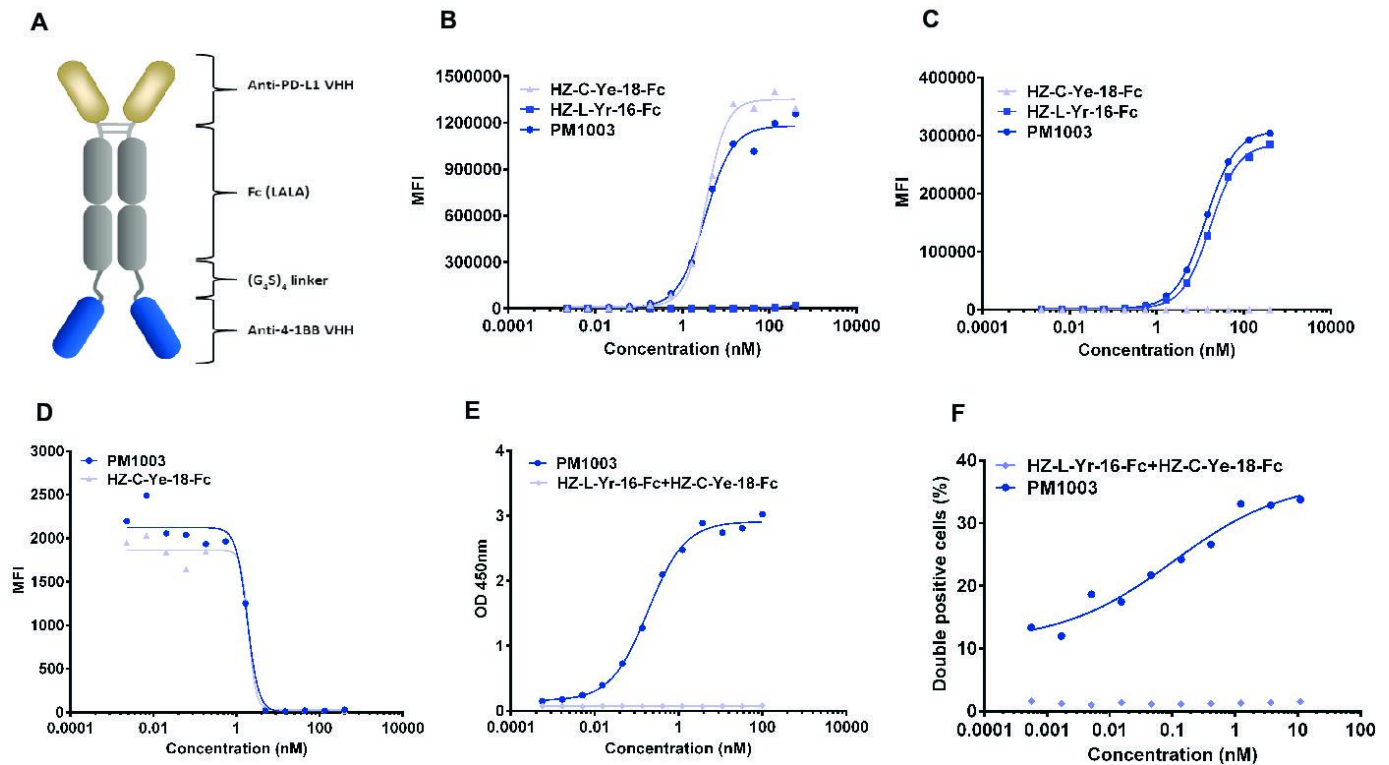 A
Anti-PD-L1 VHH
Fc (LALA)
(G4S)4 linker
Anti-4-1BB VHH
B
HZ-C-Ye-18-Fc
HZ-L-Yr-16-Fc
PM1003
MFI
1500000
1200000
900000
600000
300000
0
0.0001 0.01 1 100 10000
Concentration (nM)
C
HZ-C-Ye-18-Fc
HZ-L-Yr-16-Fc
PM1003
MFI
400000
300000
200000
100000
0
0.0001 0.01 1 100 10000
Concentration (nM)
D
PM1003
HZ-C-Ye-18-Fc
MFI
3000
2500
2000
1500
1000
500
0
0.0001 0.01 1 100 10000
Concentration (nM)
E
PM1003
HZ-L-Yr-16-Fc+HZ-C-Ye-18-Fc
OD 450nm
4
3
2
1
0
0.0001 0.01 1 100 10000
Concentration (nM)
F
HZ-L-Yr-16-Fc+HZ-C-Ye-18-Fc
PM1003
Double positive cells (%)
40
30
20
10
0
0.0001 0.001 0.01 0.1 1 10 100
Concentration (nM)